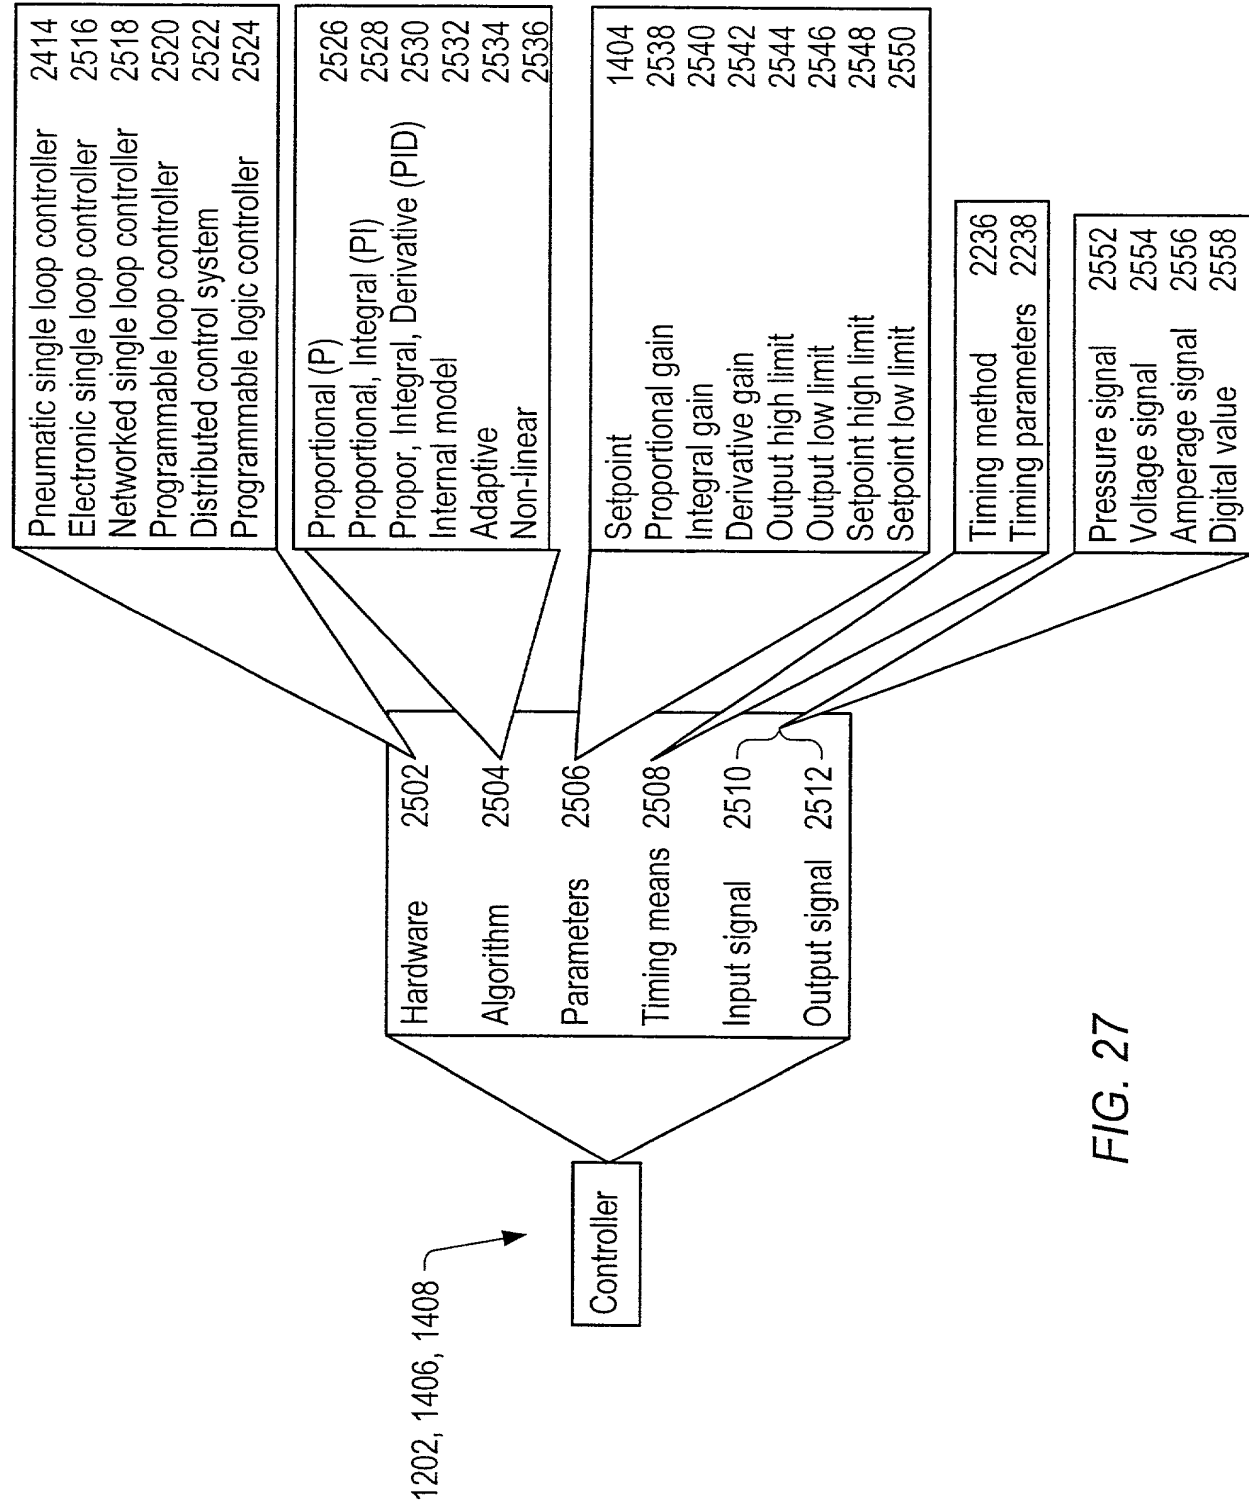 1202, 1406, 1408
Controller
Hardware 2502
Algorithm 2504
Parameters 2506
Timing means 2508
Input signal 2510
Output signal 2512
Pneumatic single loop controller 2414
Electronic single loop controller 2516
Networked single loop controller 2518
Programmable loop controller 2520
Distributed control system 2522
Programmable logic controller 2524
Proportional (P) 2526
Proportional, Integral (PI) 2528
Propor, Integral, Derivative (PID) 2530
Internal model 2532
Adaptive 2534
Non-linear 2536
Setpoint 1404
Proportional gain 2538
Integral gain 2540
Derivative gain 2542
Output high limit 2544
Output low limit 2546
Setpoint high limit 2548
Setpoint low limit 2550
Timing method 2236
Timing parameters 2238
Pressure signal 2552
Voltage signal 2554
Amperage signal 2556
Digital value 2558
FIG. 27